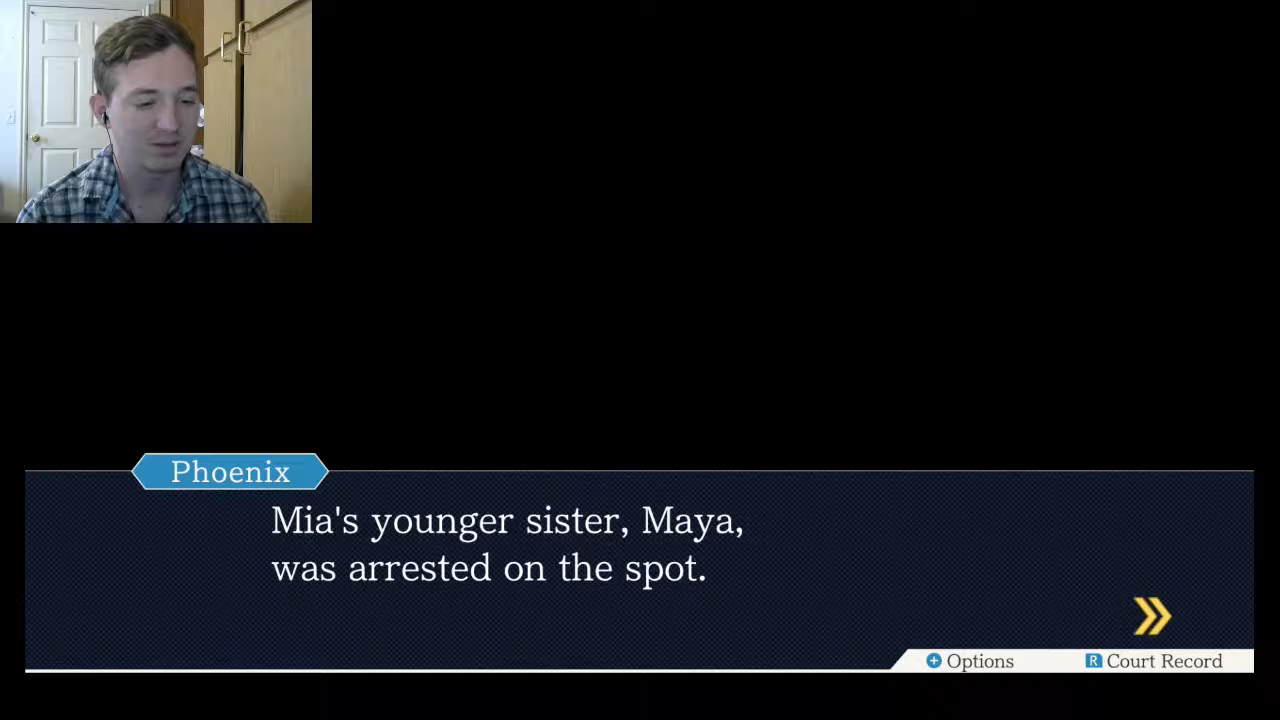 Phoenix
Mia's younger sister, Maya,
was arrested on the spot.
+ Options
R Court Record